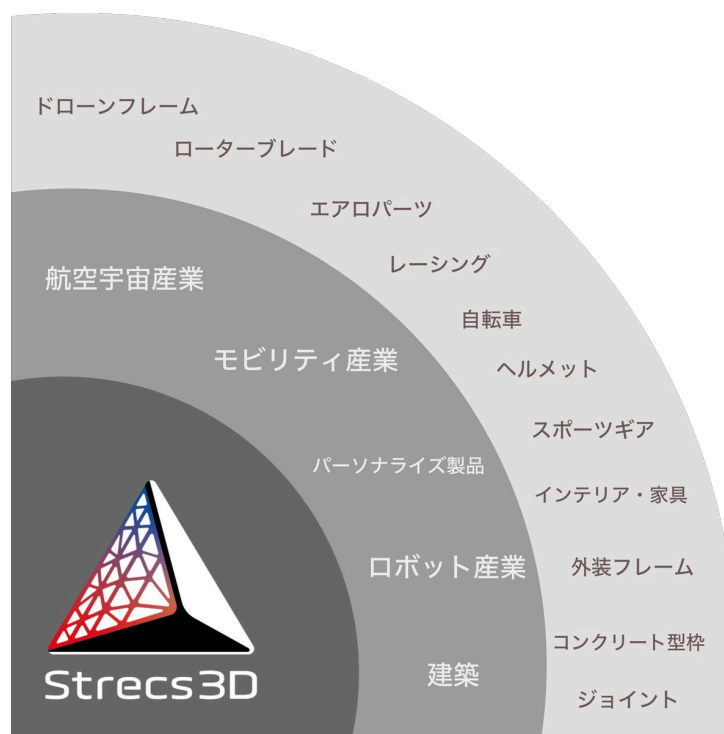 ドローンフレーム
ローターブレード
エアロパーツ
レーシング
自転車
ヘルメット
スポーツギア
インテリア・家具
外装フレーム
コンクリート型枠
ジョイント
航空宇宙産業
モビリティ産業
パーソナライズ製品
ロボット産業
建築
Strecs3D